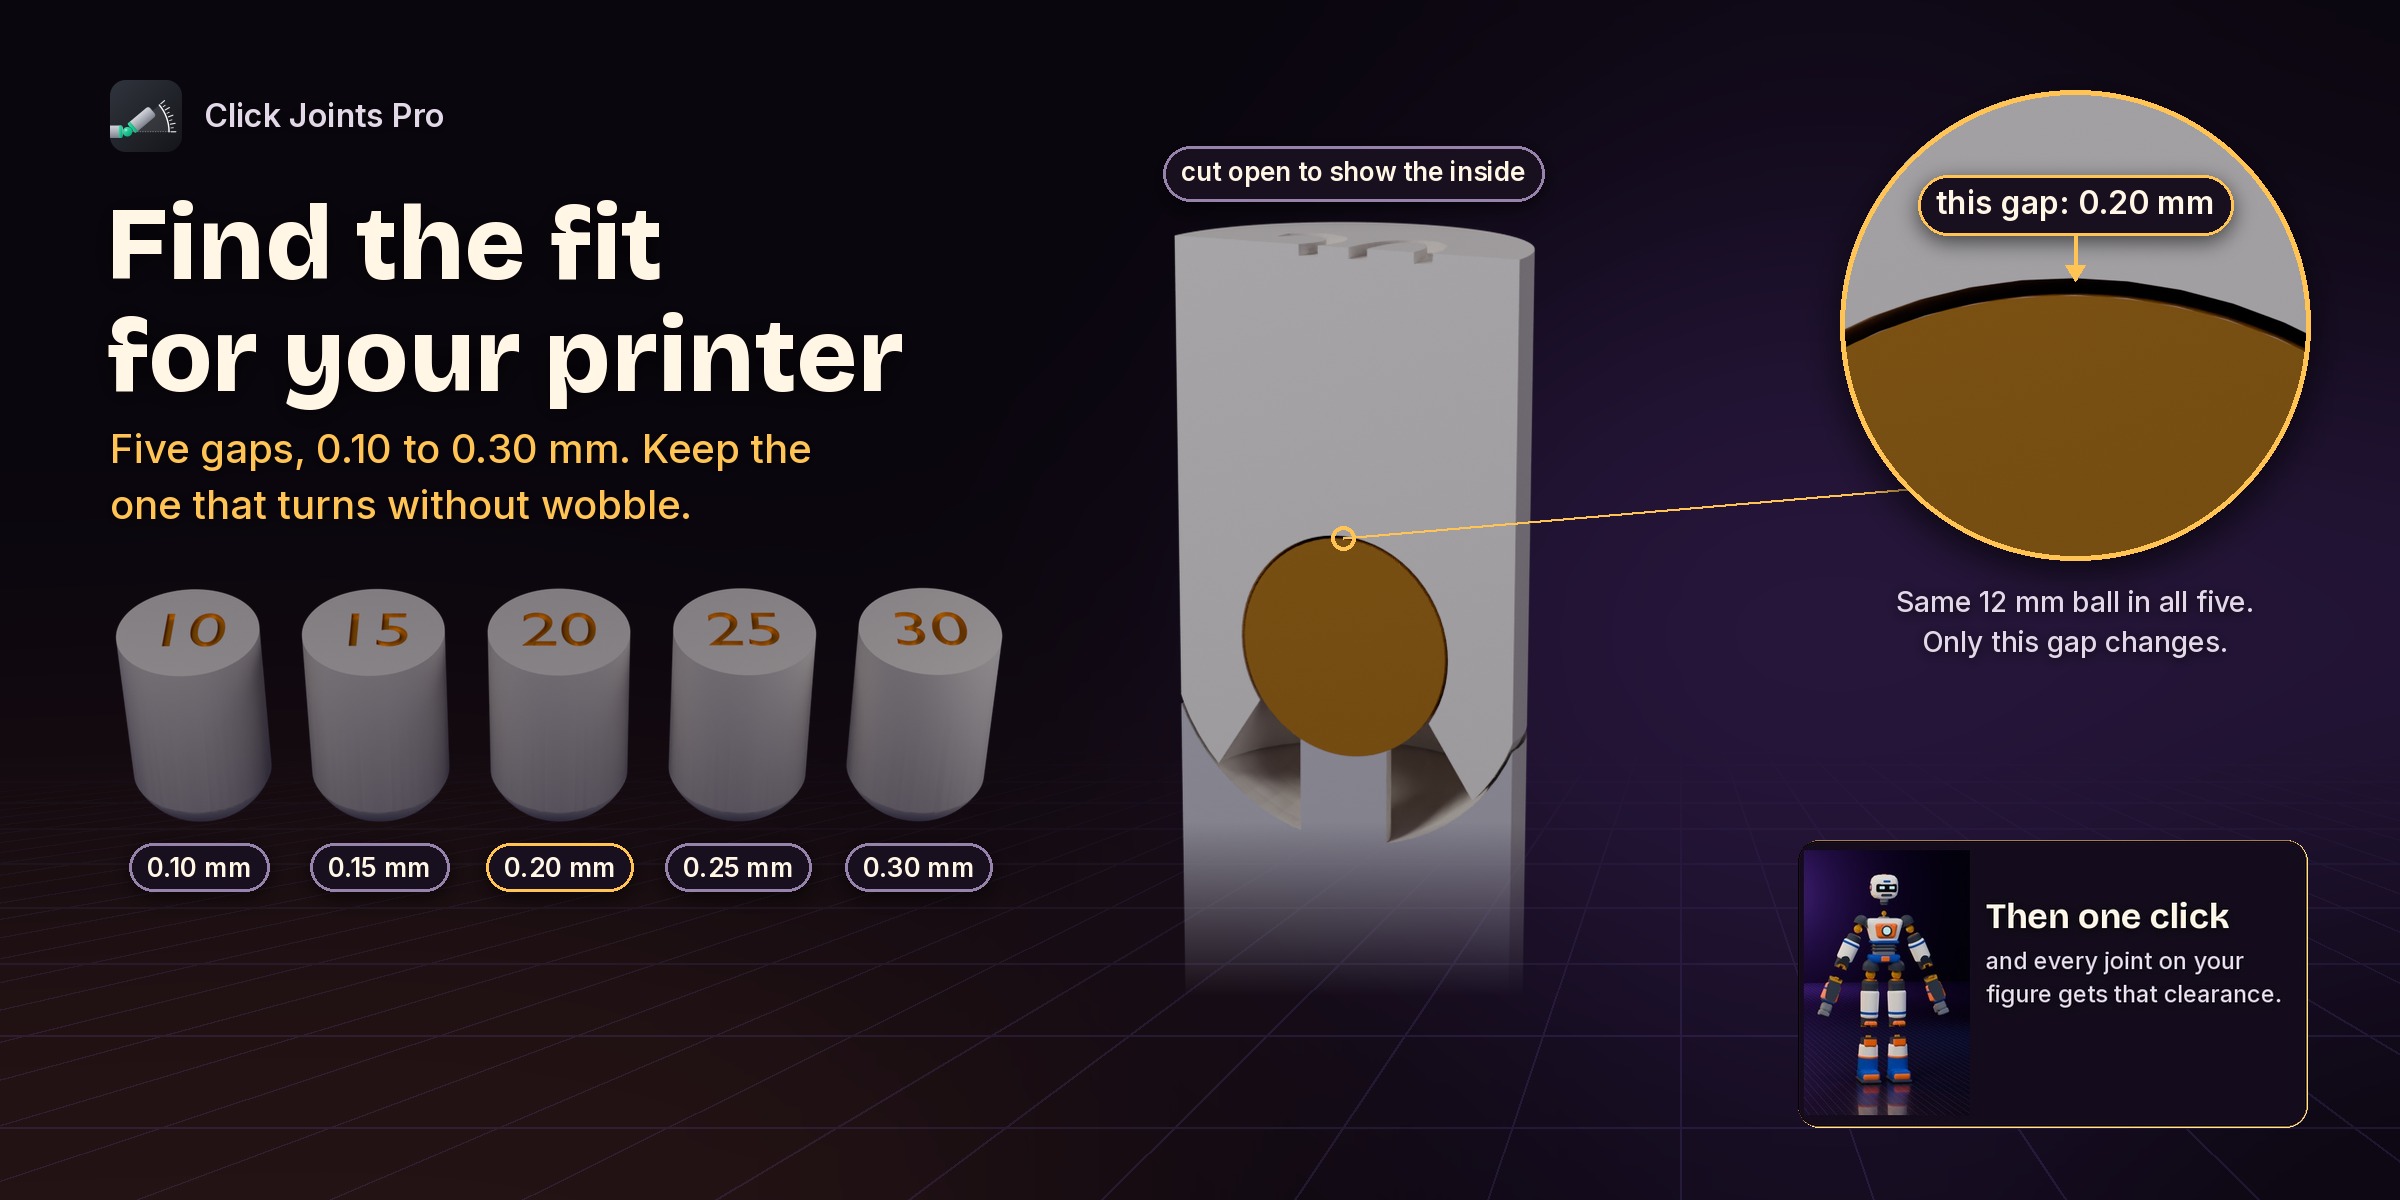 Click Joints Pro
Find the fit
for your printer
Five gaps, 0.10 to 0.30 mm. Keep the
one that turns without wobble.
10
15
20
25
30
0.10 mm
0.15 mm
0.20 mm
0.25 mm
0.30 mm
cut open to show the inside
this gap: 0.20 mm
Same 12 mm ball in all five.
Only this gap changes.
Then one click
and every joint on your
figure gets that clearance.